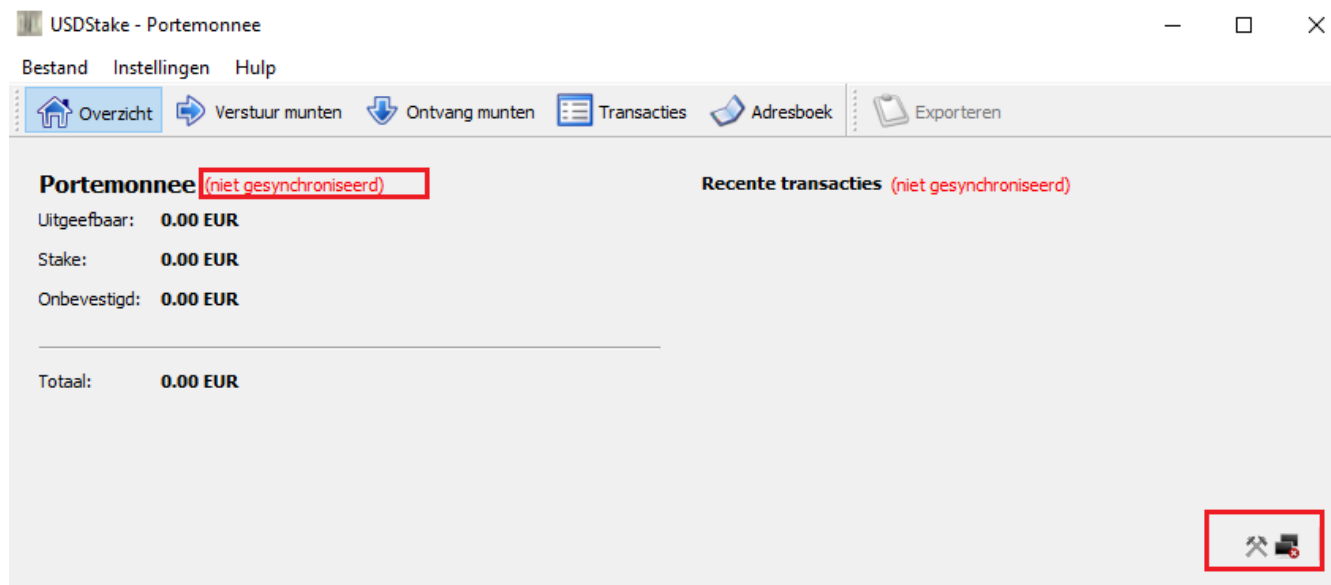 USDStake - Portemonnee
Bestand Instellingen Hulp
Overzicht Verstuur munten Ontvang munten Transacties Adresboek Exporteren
Portemonnee (niet gesynchroniseerd) Recente transacties (niet gesynchroniseerd)
Uitgeefbaar: 0.00 EUR
Stake: 0.00 EUR
Onbevestigd: 0.00 EUR
Totaal: 0.00 EUR